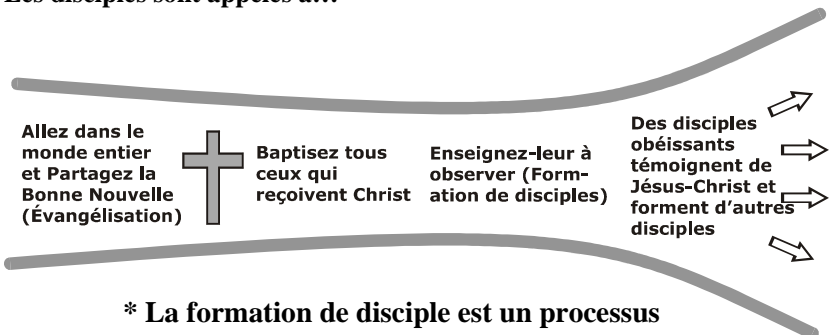 Les disciples sont appelés à…
Allez dans le
monde entier
et Partagez la
Bonne Nouvelle
(Évangélisation)
Baptisez tous
ceux qui
reçoivent Christ
Enseignez-leur à
observer (Form-
ation de disciples)
Des disciples
obéissants
témoignent de
Jésus-Christ et
forment d'autres
disciples
* La formation de disciple est un processus